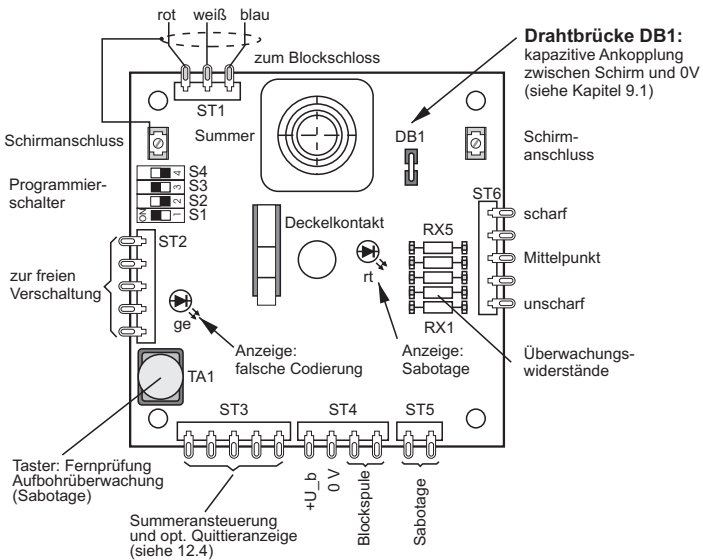 rot weiß blau
zum Blockschloss
Drahtbrücke DB1:
kapazitive Ankopplung
zwischen Schirm und 0V
(siehe Kapitel 9.1)
ST1
Schirmanschluss
Summer
DB1
Schirm-
anschluss
Programmier-
schalter
4 S4
3 S3
2 S2
ON 1 S1
ST6
scharf
Mittelpunkt
unscharf
ST2
Deckelkontakt
RX5
rt
RX1
zur freien
Verschaltung
ge
Anzeige:
falsche Codierung
Anzeige:
Sabotage
Überwachungs-
widerstände
TA1
ST3 ST4 ST5
Taster: Fernprüfung
Aufbohrüberwachung
(Sabotage)
+U_b
0 V
Blockspule
Sabotage
Summeransteuerung
und opt. Quittieranzeige
(siehe 12.4)